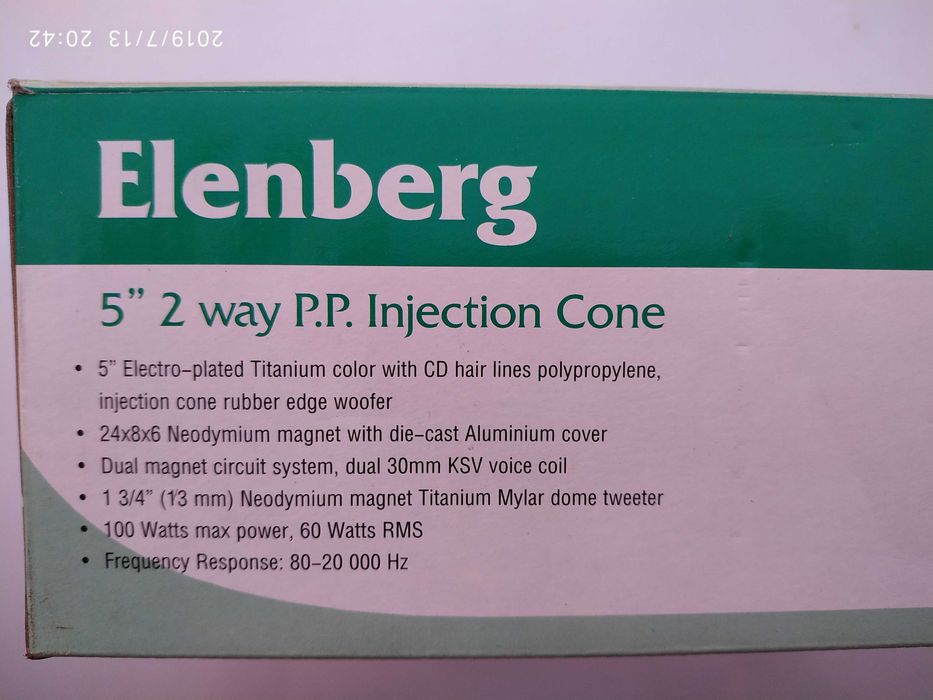 2019/7/13 20:42
Elenberg
5” 2 way P.P. Injection Cone
• 5” Electro-plated Titanium color with CD hair lines polypropylene,
injection cone rubber edge woofer
• 24x8x6 Neodymium magnet with die-cast Aluminium cover
• Dual magnet circuit system, dual 30mm KSV voice coil
• 1 3/4” (13 mm) Neodymium magnet Titanium Mylar dome tweeter
• 100 Watts max power, 60 Watts RMS
• Frequency Response: 80-20 000 Hz